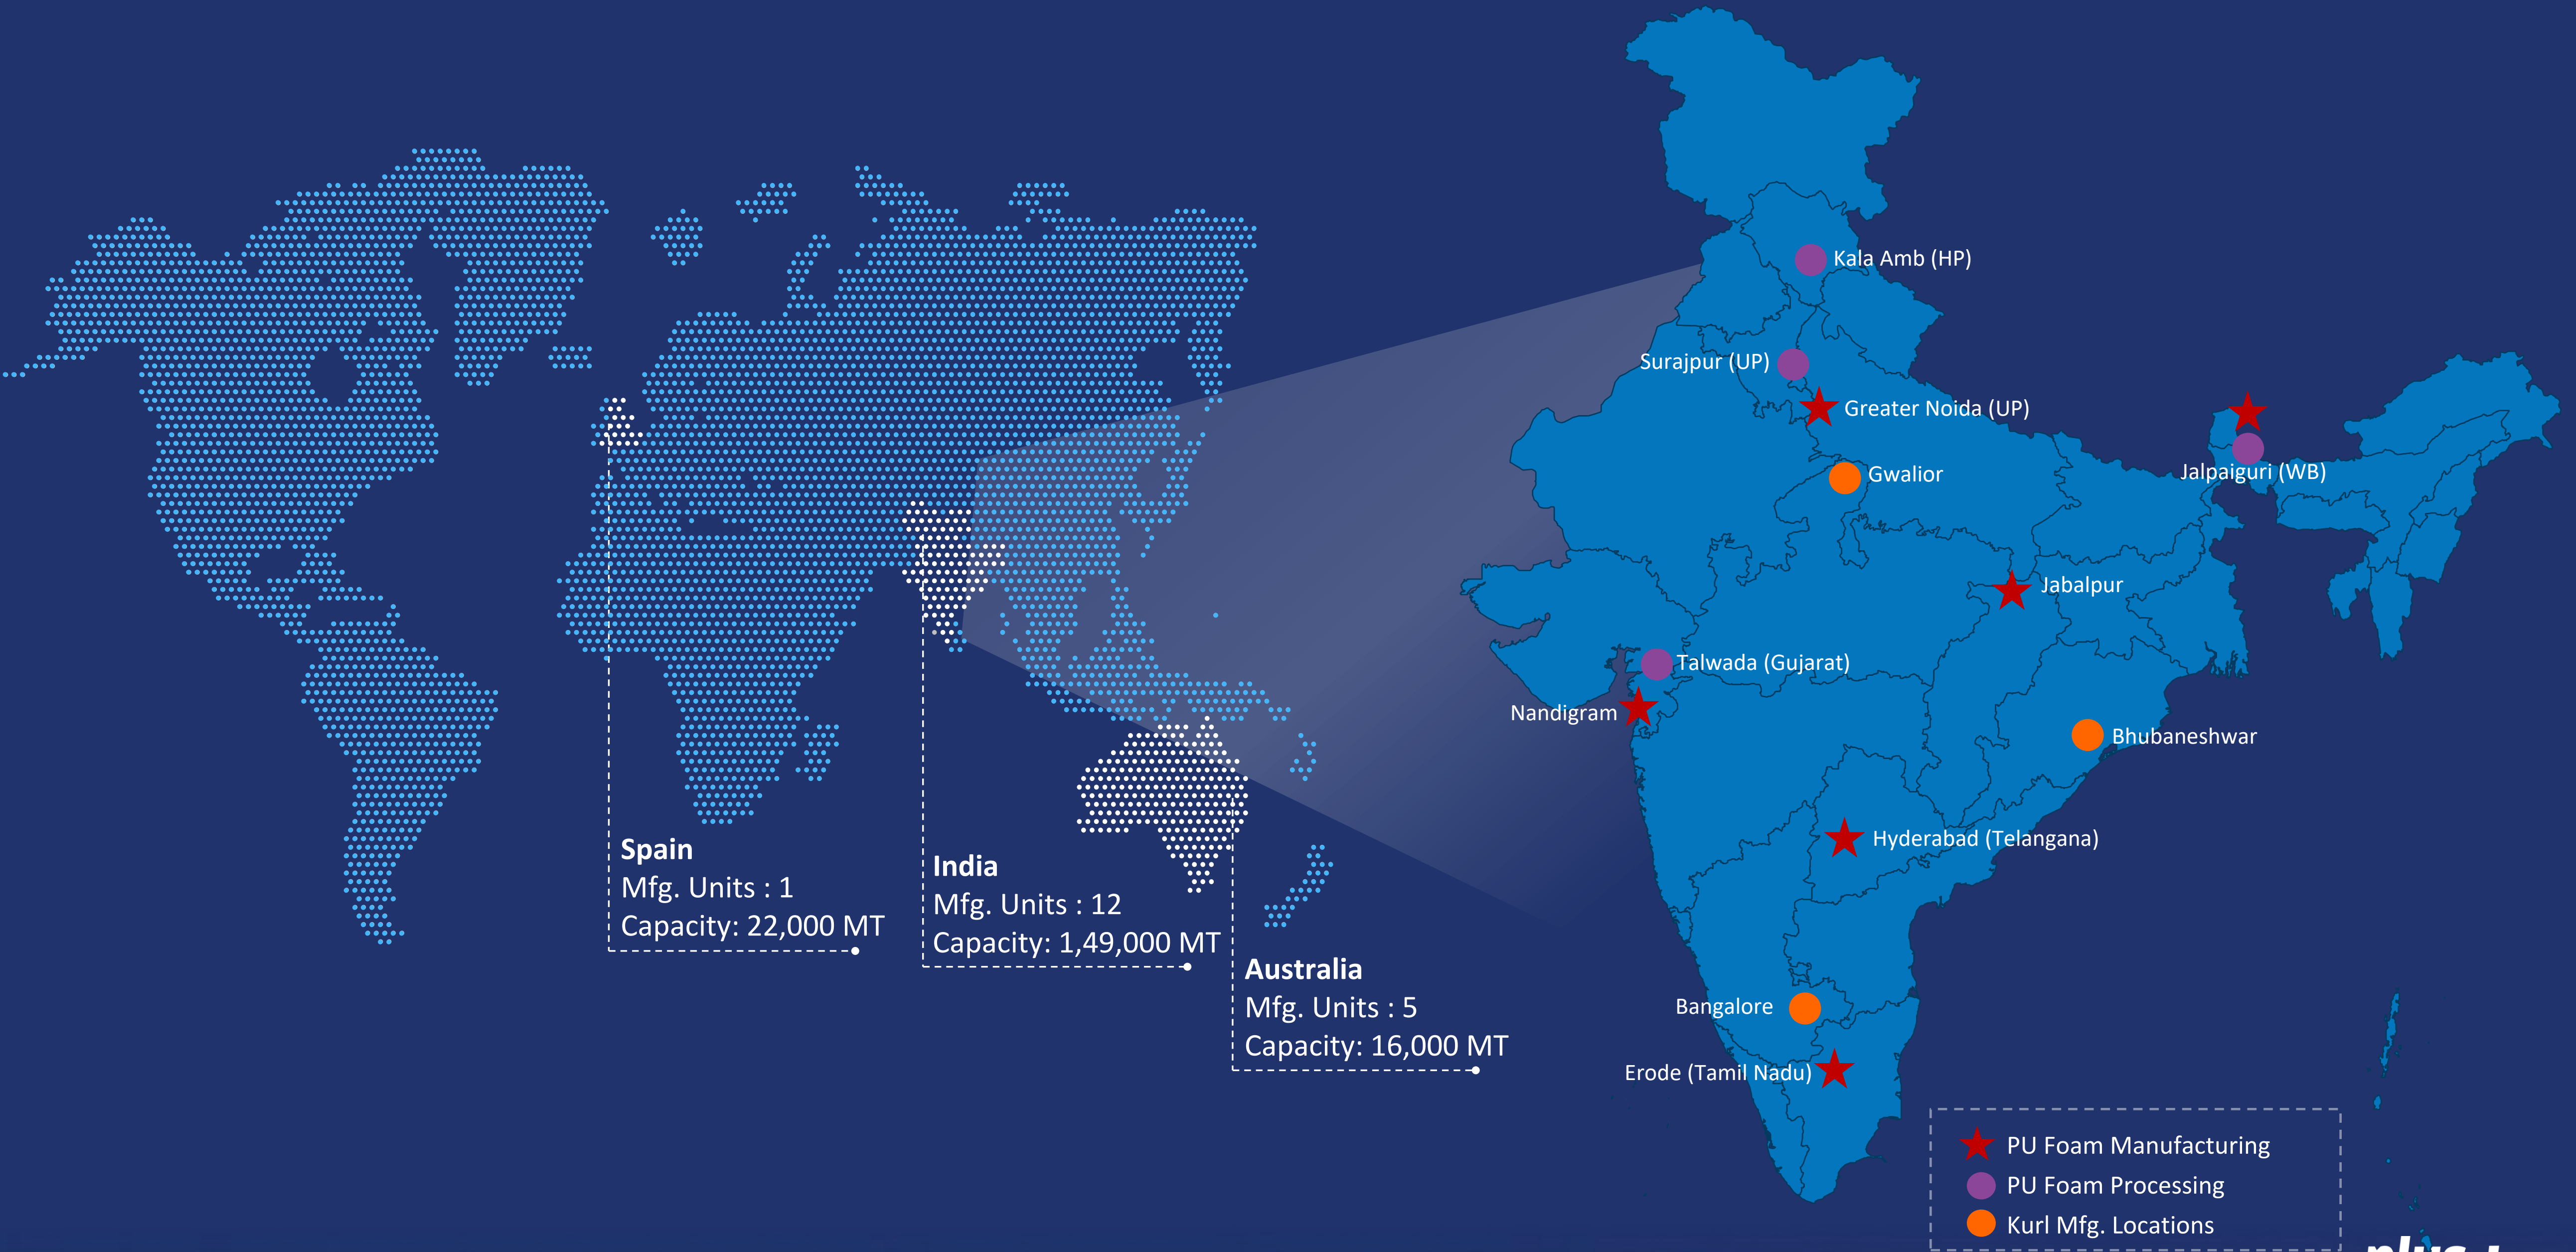 Kala Amb (HP)
Surajpur (UP)
Greater Noida (UP)
Gwalior
Jalpaiguri (WB)
Jabalpur
Talwada (Gujarat)
Nandigram
Bhubaneshwar
Hyderabad (Telangana)
Bangalore
Erode (Tamil Nadu)
Spain
Mfg. Units : 1
Capacity: 22,000 MT
India
Mfg. Units : 12
Capacity: 1,49,000 MT
Australia
Mfg. Units : 5
Capacity: 16,000 MT
PU Foam Manufacturing
PU Foam Processing
Kurl Mfg. Locations